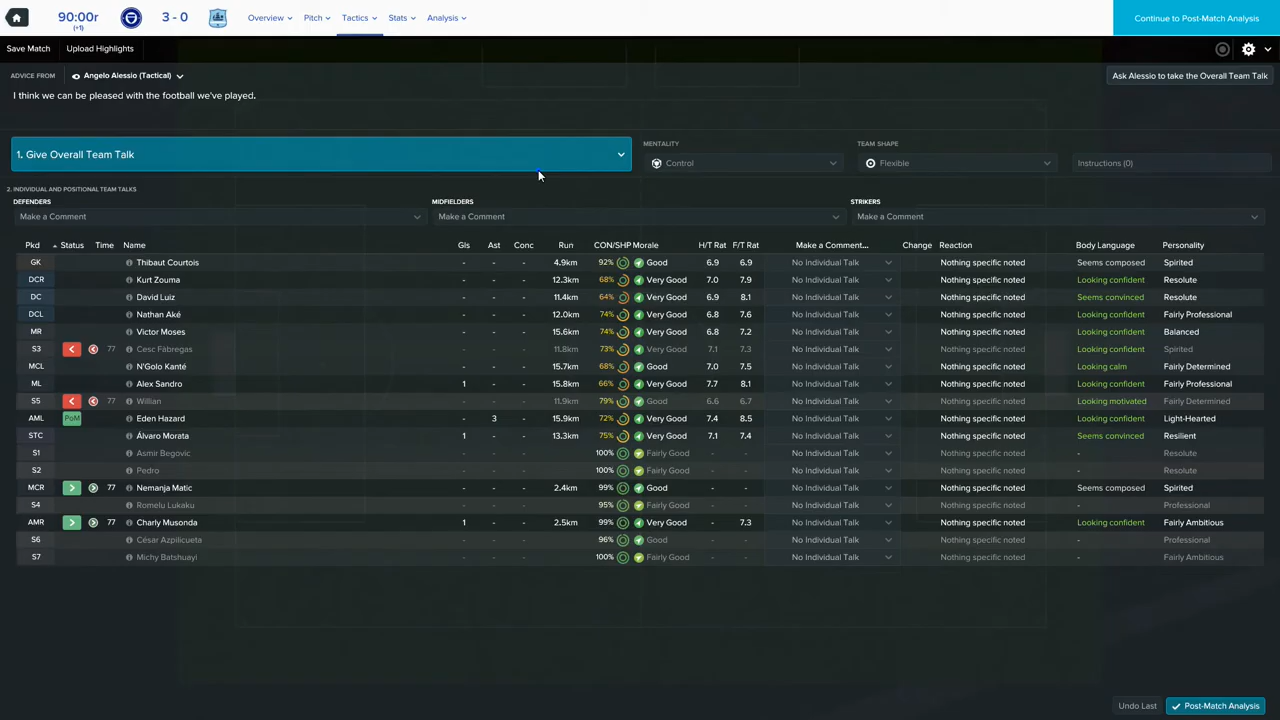 90:00r
(+1)
3 - 0
Overview
Pitch
Tactics
Stats
Analysis
Continue to Post-Match Analysis
Save Match
Upload Highlights
ADVICE FROM
Angelo Alessio (Tactical)
Ask Alessio to take the Overall Team Talk
I think we can be pleased with the football we've played.
1. Give Overall Team Talk
MENTALITY
Control
TEAM SHAPE
Flexible
Instructions (0)
2. INDIVIDUAL AND POSITIONAL TEAM TALKS
DEFENDERS
MIDFIELDERS
STRIKERS
Make a Comment
Make a Comment
Make a Comment
Pkd Status Time Name Gls Ast Conc Run CON/SHP Morale H/T Rat F/T Rat Make a Comment... Change Reaction Body Language Personality
GK Thibaut Courtois - - - 4.9km 92% Good 6.9 6.9 No Individual Talk Nothing specific noted Seems composed Spirited
DCR Kurt Zouma - - - 12.3km 68% Very Good 7.0 7.9 No Individual Talk Nothing specific noted Looking confident Resolute
DC David Luiz - - - 11.4km 64% Very Good 6.9 8.1 No Individual Talk Nothing specific noted Seems convinced Resolute
DCL Nathan Aké - - - 12.0km 74% Very Good 6.8 7.6 No Individual Talk Nothing specific noted Looking confident Fairly Professional
MR Victor Moses - - - 15.6km 74% Very Good 6.8 7.2 No Individual Talk Nothing specific noted Looking confident Balanced
S3 77 Cesc Fàbregas - - - 11.8km 73% Very Good 7.1 7.3 No Individual Talk Nothing specific noted Looking confident Spirited
MCL N'Golo Kanté - - - 15.7km 68% Good 7.0 7.5 No Individual Talk Nothing specific noted Looking calm Fairly Determined
ML Alex Sandro 1 - - 15.8km 66% Very Good 7.7 8.1 No Individual Talk Nothing specific noted Looking confident Fairly Professional
S5 77 Willian - - - 11.9km 79% Good 6.6 6.7 No Individual Talk Nothing specific noted Looking motivated Fairly Determined
AML PoM Eden Hazard - 3 - 15.9km 72% Very Good 7.4 8.5 No Individual Talk Nothing specific noted Looking confident Light-Hearted
STC Álvaro Morata 1 - - 13.3km 75% Very Good 7.1 7.4 No Individual Talk Nothing specific noted Seems convinced Resilient
S1 Asmir Begovic - - - 100% Fairly Good - - No Individual Talk Nothing specific noted - Resolute
S2 Pedro - - - 100% Fairly Good - - No Individual Talk Nothing specific noted - Resolute
MCR 77 Nemanja Matic - - - 2.4km 99% Good - - No Individual Talk Nothing specific noted Seems composed Spirited
S4 Romelu Lukaku - - - 95% Fairly Good - - No Individual Talk Nothing specific noted - Professional
AMR 77 Charly Musonda 1 - - 2.5km 99% Very Good - 7.3 No Individual Talk Nothing specific noted Looking confident Fairly Ambitious
S6 César Azpilicueta - - - 96% Good - - No Individual Talk Nothing specific noted - Professional
S7 Michy Batshuayi - - - 100% Fairly Good - - No Individual Talk Nothing specific noted - Fairly Ambitious
Undo Last
Post-Match Analysis